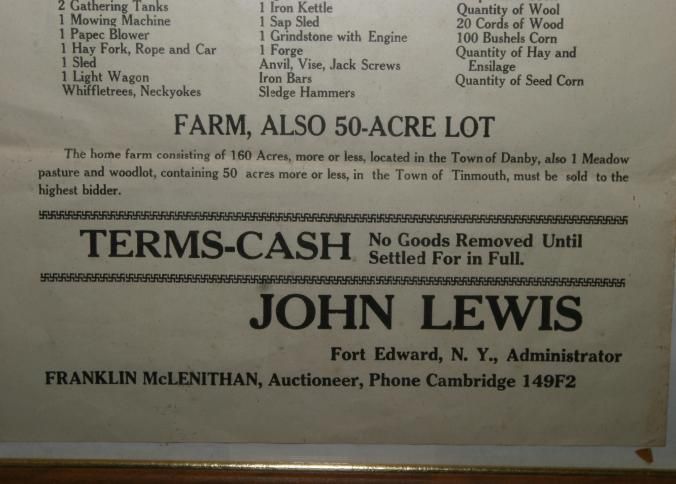 2 Gathering Tanks
1 Mowing Machine
1 Papec Blower
1 Hay Fork, Rope and Car
1 Sled
1 Light Wagon
Whiffletrees, Neckyokes
1 Iron Kettle
1 Sap Sled
1 Grindstone with Engine
1 Forge
Anvil, Vise, Jack Screws
Iron Bars
Sledge Hammers
Quantity of Wool
20 Cords of Wood
100 Bushels Corn
Quantity of Hay and
Ensilage
Quantity of Seed Corn
FARM, ALSO 50-ACRE LOT
The home farm consisting of 160 Acres, more or less, located in the Town of Danby, also 1 Meadow
pasture and woodlot, containing 50 acres more or less, in the Town of Tinmouth, must be sold to the
highest bidder.
TERMS-CASH No Goods Removed Until
Settled For in Full.
JOHN LEWIS
Fort Edward, N. Y., Administrator
FRANKLIN McLENITHAN, Auctioneer, Phone Cambridge 149F2